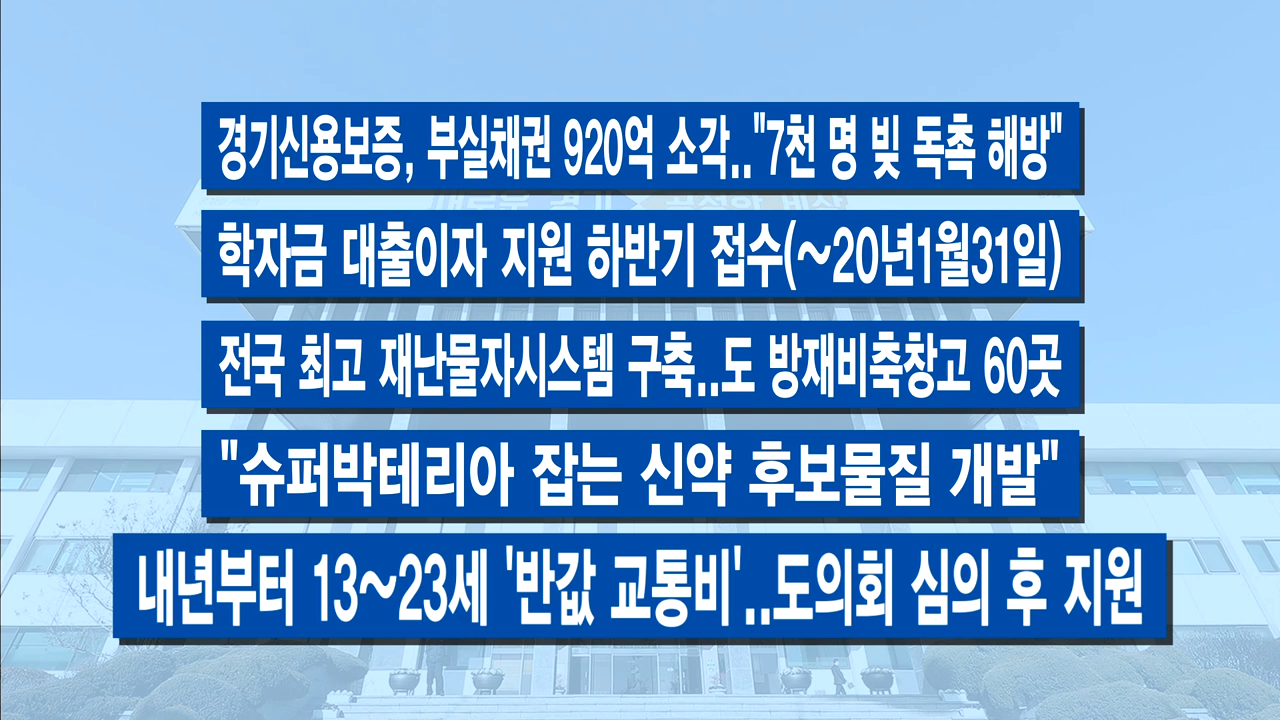 경기신용보증, 부실채권 920억 소각.."7천 명 빚 독촉 해방"
학자금 대출이자 지원 하반기 접수(~20년1월31일)
전국 최고 재난물자시스템 구축..도 방재비축창고 60곳
"슈퍼박테리아 잡는 신약 후보물질 개발"
내년부터 13~23세 '반값 교통비'..도의회 심의 후 지원